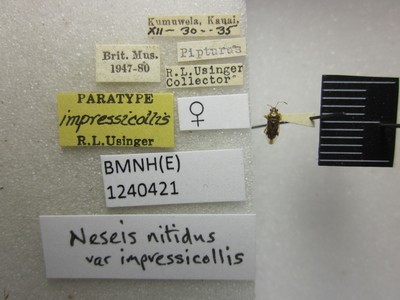 Kumuwela, Kauai,
XII-30-35
Pipturus
Brit. Mus.
1947-80
R.L.Usinger
Collector
PARATYPE
impressicollis
R.L.Usinger
♀
BMNH(E)
1240421
Neseis nitidus
var impressicollis